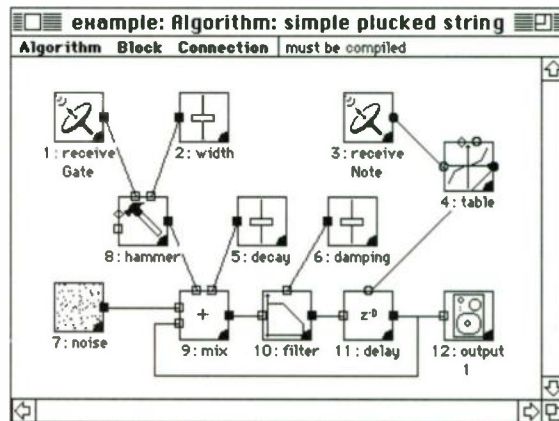 example: Algorithm: simple plucked string
Algorithm Block Connection must be compiled
1: receive Gate
2: width
3: receive Note
4: table
8: hammer
5: decay
6: damping
7: noise
+
9: mix
10: filter
z-D
11: delay
12: output 1